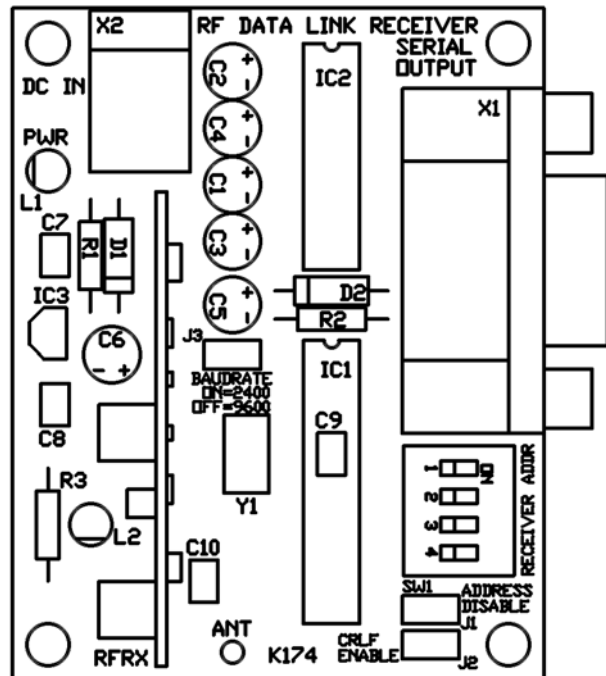 X2
RF DATA LINK RECEIVER
SERIAL
OUTPUT
DC IN
C2
IC2
X1
PWR
C4
L1
C1
C7
R1
D1
C3
IC3
D2
C5
R2
C6
J3
IC1
BAUDRATE
ON=2400
OFF=9600
C8
C9
1
ON
2
3
4
RECEIVER ADDR
R3
Y1
L2
C10
SW1
ADDRESS
DISABLE
J1
ANT
RFRX
K174
CRLF
ENABLE
J2